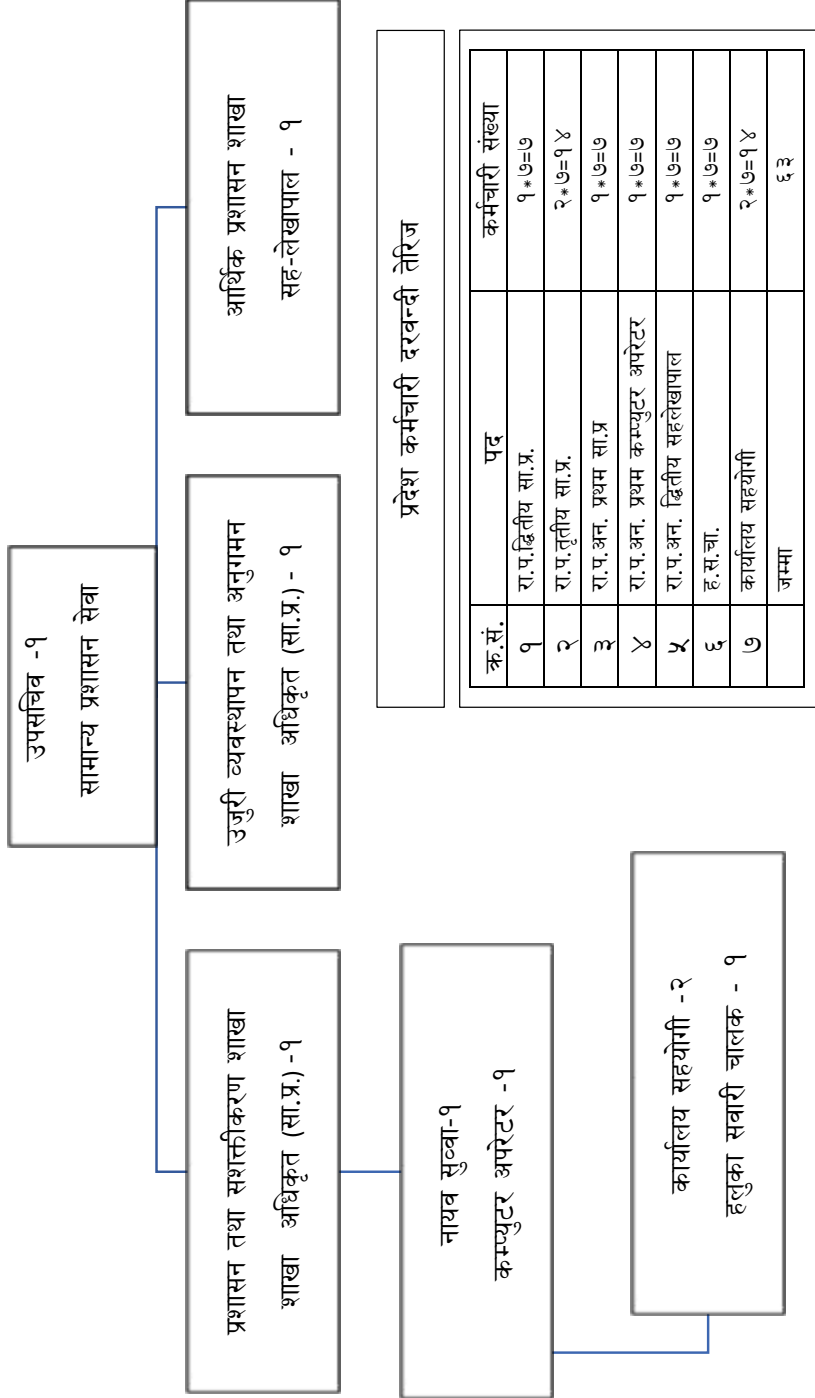 उपसचिव -१
सामान्य प्रशासन सेवा
प्रशासन तथा सशक्तीकरण शाखा
शाखा अधिकृत (सा.प्र.) -१
उजुरी व्यवस्थापन तथा अनुगमन
शाखा अधिकृत (सा.प्र.) - १
आर्थिक प्रशासन शाखा
सह-लेखापाल - १
नायव सुव्वा-१
कम्प्युटर अपरेटर -१
कार्यालय सहयोगी -२
हलुका सवारी चालक - १
प्रदेश कर्मचारी दरवन्दी तेरिज
क्र.सं. पद कर्मचारी संख्या
१ रा.प.द्वितीय सा.प्र. १*७=७
२ रा.प.तृतीय सा.प्र. २*७=१४
३ रा.प.अन. प्रथम सा.प्र १*७=७
४ रा.प.अन. प्रथम कम्प्युटर अपरेटर १*७=७
५ रा.प.अन. द्वितीय सहलेखापाल १*७=७
६ ह.स.चा. १*७=७
७ कार्यालय सहयोगी २*७=१४
जम्मा ६३